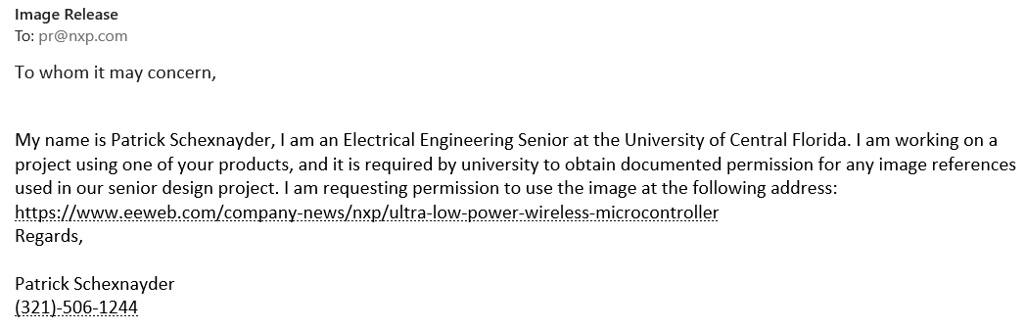 Image Release
To: pr@nxp.com
To whom it may concern,
My name is Patrick Schexnayder, I am an Electrical Engineering Senior at the University of Central Florida. I am working on a
project using one of your products, and it is required by university to obtain documented permission for any image references
used in our senior design project. I am requesting permission to use the image at the following address:
https://www.eeweb.com/company-news/nxp/ultra-low-power-wireless-microcontroller
Regards,
Patrick Schexnayder
(321)-506-1244